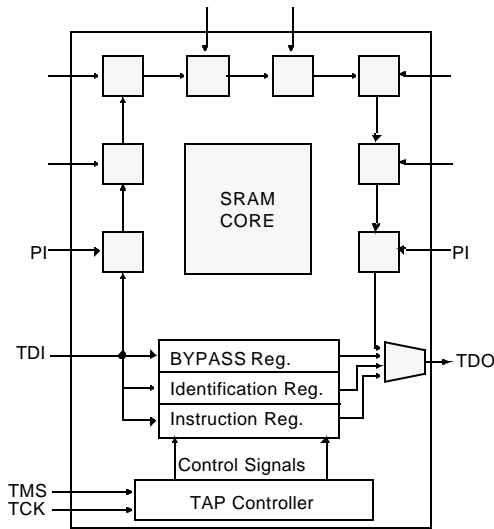 SRAM
CORE
PI
PI
TDI
BYPASS Reg.
TDO
Identification Reg.
Instruction Reg.
Control Signals
TMS
TCK
TAP Controller